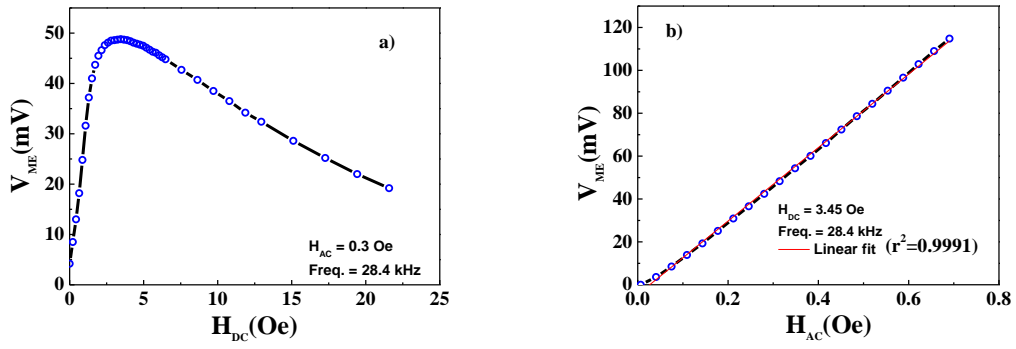 a)
50
40
30
20
10
0
V_ME(mV)
H_AC = 0.3 Oe
Freq. = 28.4 kHz
0 5 10 15 20 25
H_DC(Oe)
b)
120
100
80
60
40
20
0
V_ME(mV)
H_DC = 3.45 Oe
Freq. = 28.4 kHz
Linear fit (r²=0.9991)
0.0 0.2 0.4 0.6 0.8
H_AC(Oe)